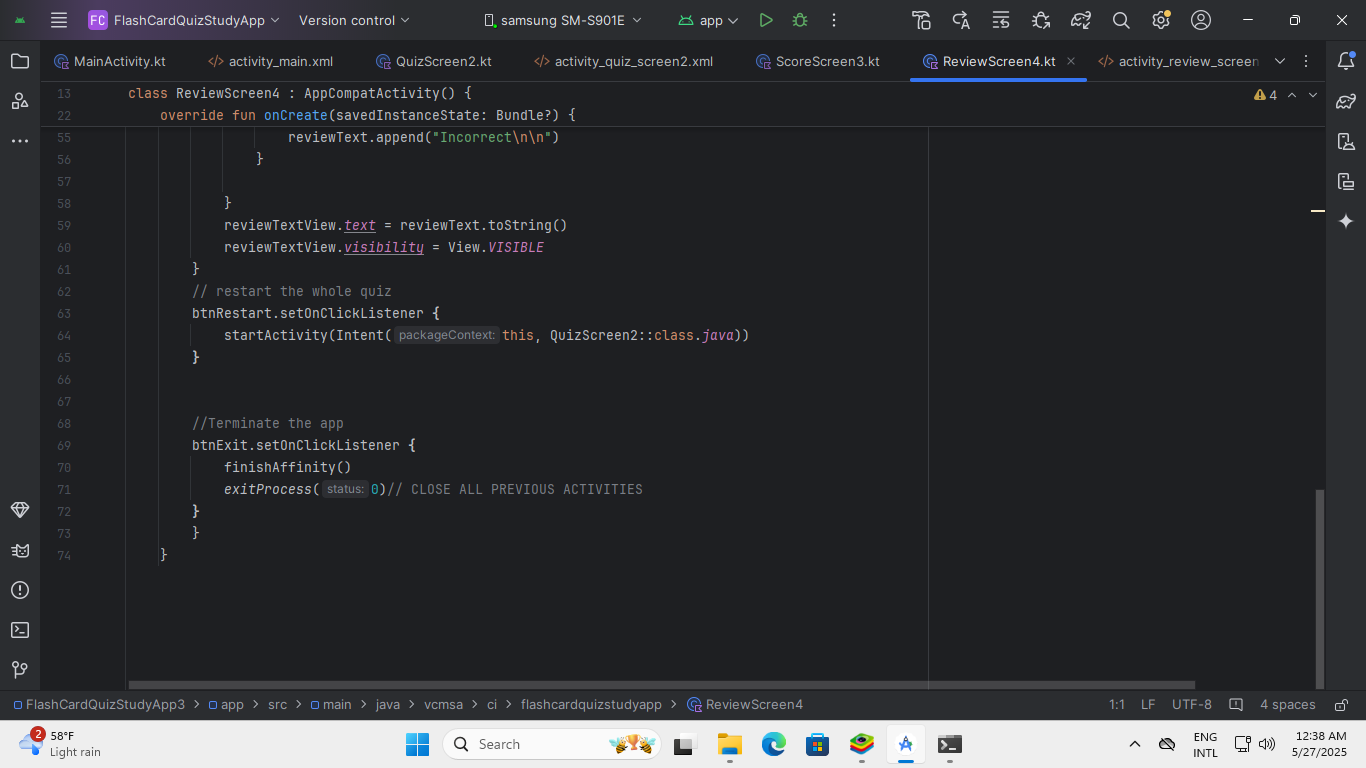 FC FlashCardQuizStudyApp Version control samsung SM-S901E app
MainActivity.kt activity_main.xml QuizScreen2.kt activity_quiz_screen2.xml ScoreScreen3.kt ReviewScreen4.kt activity_review_screen
13 class ReviewScreen4 : AppCompatActivity() { 4
22 override fun onCreate(savedInstanceState: Bundle?) {
55 reviewText.append("Incorrect\n\n")
56 }
57
58 }
59 reviewTextView.text = reviewText.toString()
60 reviewTextView.visibility = View.VISIBLE
61 }
62 // restart the whole quiz
63 btnRestart.setOnClickListener {
64 startActivity(Intent( packageContext: this, QuizScreen2::class.java))
65 }
66
67
68 //Terminate the app
69 btnExit.setOnClickListener {
70 finishAffinity()
71 exitProcess( status: 0)// CLOSE ALL PREVIOUS ACTIVITIES
72 }
73 }
74 }
FlashCardQuizStudyApp3 > app > src > main > java > vcmsa > ci > flashcardquizstudyapp > ReviewScreen4 1:1 LF UTF-8 4 spaces
2 58°F
Light rain
Search
ENG
INTL
12:38 AM
5/27/2025